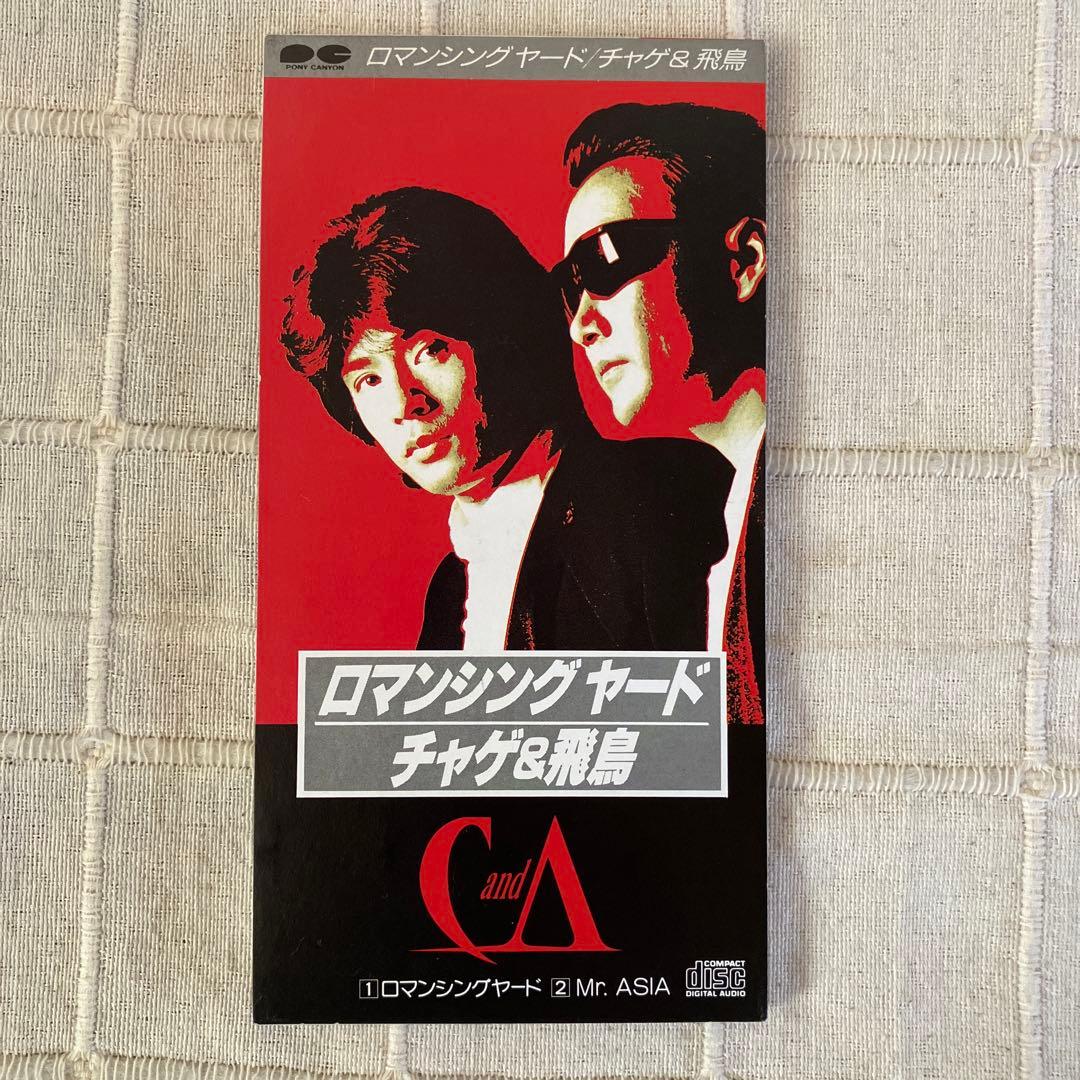 PC
PONY CANYON
ロマンシングヤード/チャゲ&飛鳥
ロマンシング ヤード
チャゲ&飛鳥
C and A
1 ロマンシングヤード 2 Mr. ASIA
COMPACT
disc
DIGITAL AUDIO